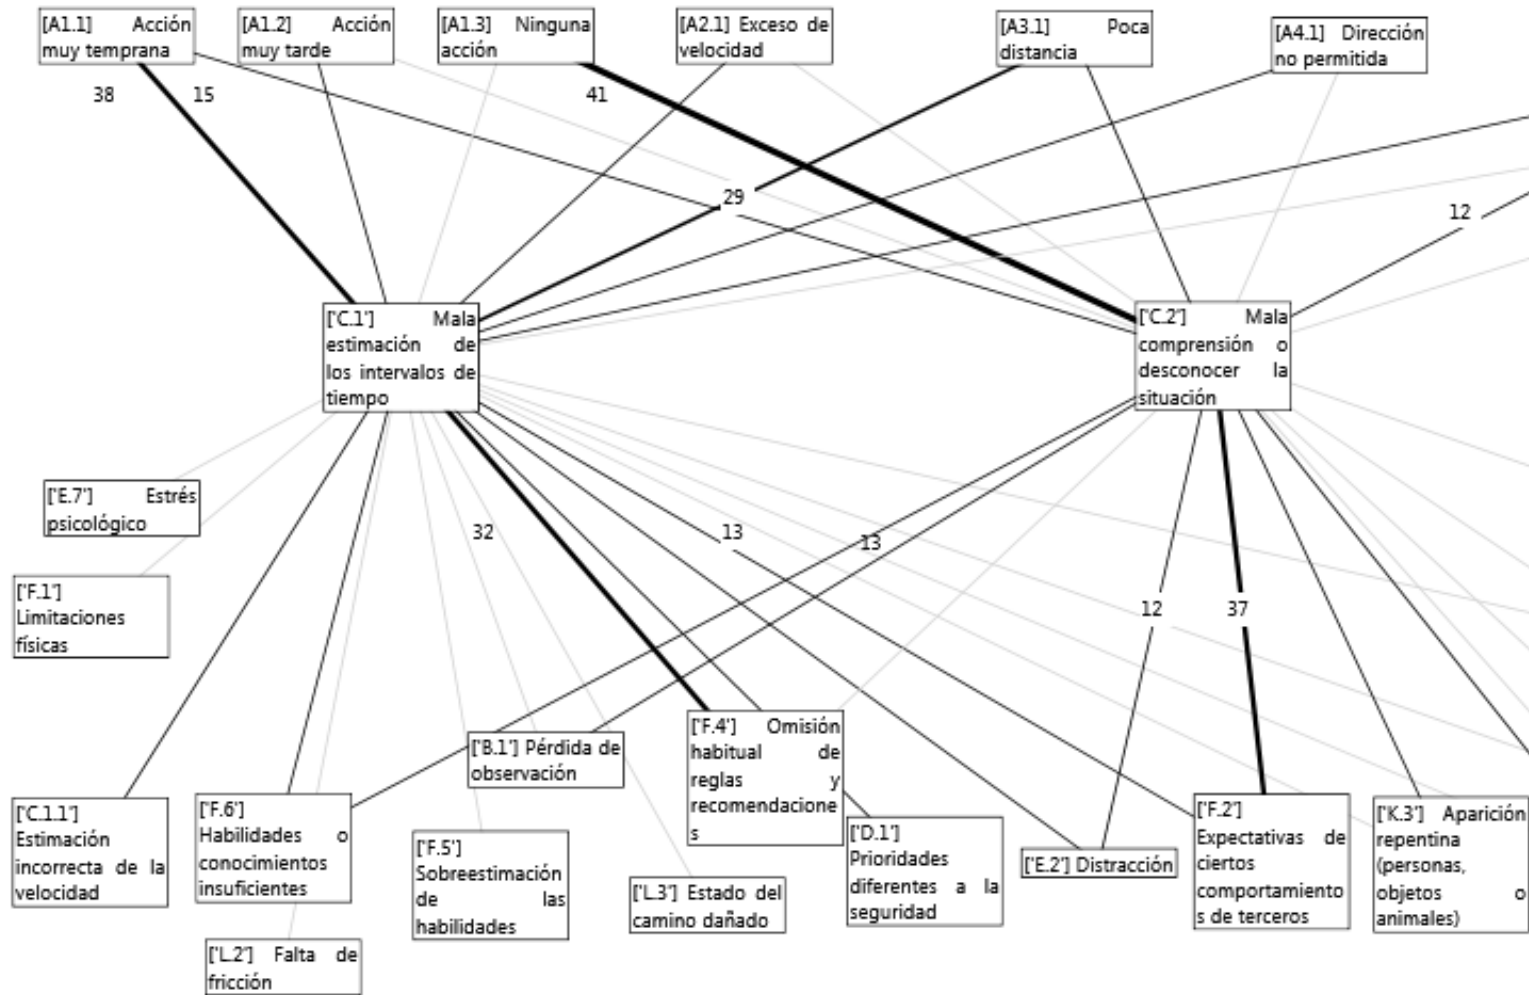 [A1.1] Acción
muy temprana
[A1.2] Acción
muy tarde
[A1.3] Ninguna
acción
[A2.1] Exceso de
velocidad
[A3.1] Poca
distancia
[A4.1] Dirección
no permitida
38
15
41
29
12
['C.1'] Mala
estimación de
los intervalos de
tiempo
['C.2'] Mala
comprensión o
desconocer la
situación
['E.7'] Estrés
psicológico
32
13
13
['F.1']
Limitaciones
físicas
12
37
['B.1'] Pérdida de
observación
['F.4'] Omisión
habitual de
reglas y
recomendacione
s
['C.1.1']
Estimación
incorrecta de la
velocidad
['F.6']
Habilidades o
conocimientos
insuficientes
['F.5']
Sobreestimación
de las
habilidades
['L.3'] Estado del
camino dañado
['D.1']
Prioridades
diferentes a la
seguridad
['E.2'] Distracción
['F.2']
Expectativas de
ciertos
comportamiento
s de terceros
['K.3'] Aparición
repentina
(personas,
objetos o
animales)
['L.2'] Falta de
fricción